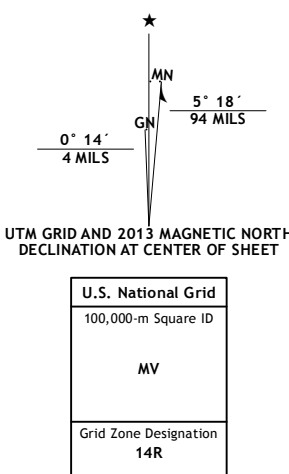 MN
GN
5° 18´
94 MILS
0° 14´
4 MILS
UTM GRID AND 2013 MAGNETIC NORTH
DECLINATION AT CENTER OF SHEET
U.S. National Grid
100,000-m Square ID
MV
Grid Zone Designation
14R